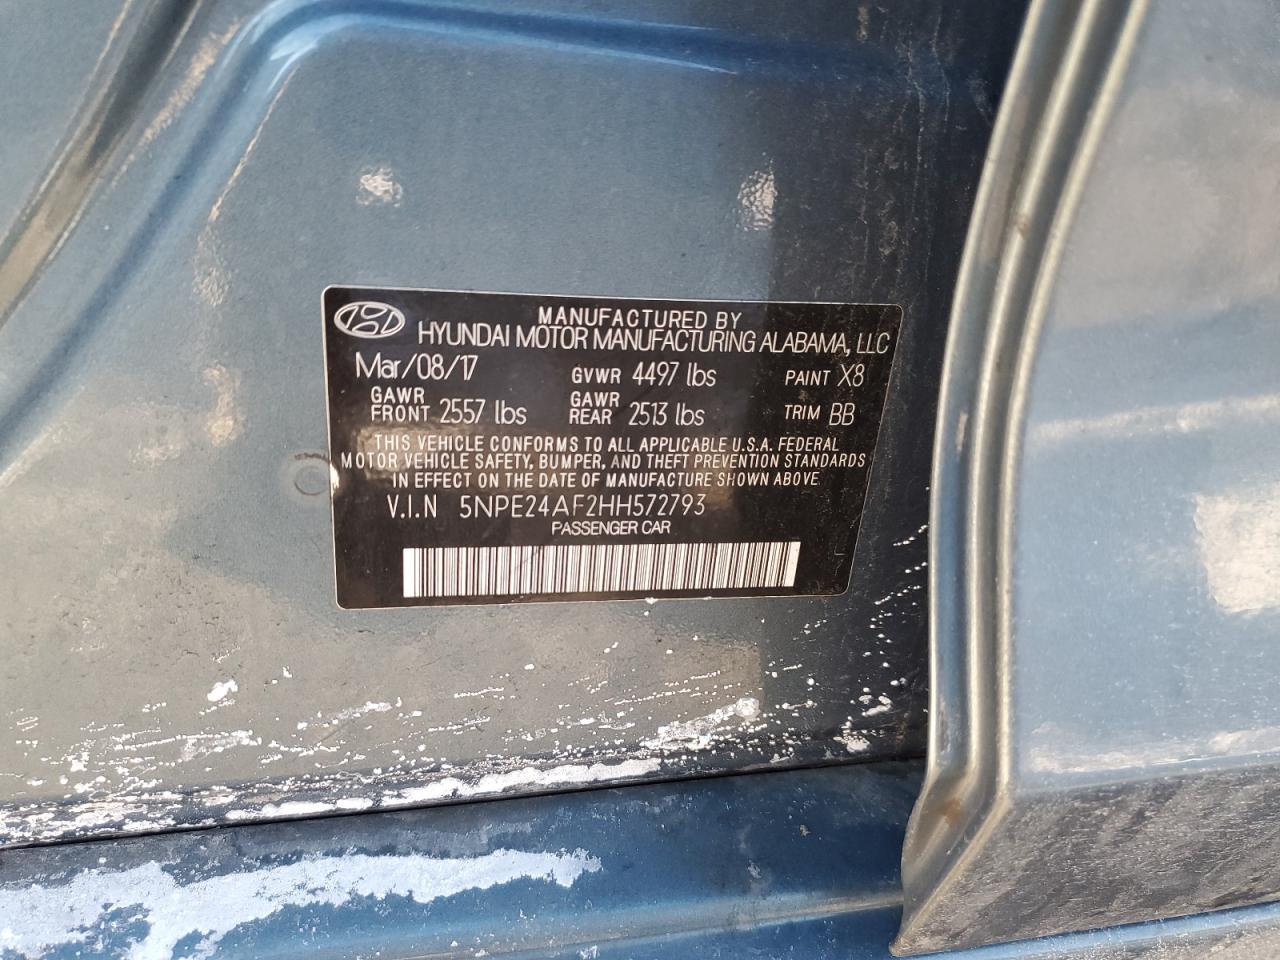 MANUFACTURED BY
HYUNDAI MOTOR MANUFACTURING ALABAMA, LLC
Mar/08/17 GVWR 4497 lbs PAINT X8
GAWR FRONT 2557 lbs GAWR REAR 2513 lbs TRIM BB
THIS VEHICLE CONFORMS TO ALL APPLICABLE U.S.A. FEDERAL
MOTOR VEHICLE SAFETY, BUMPER, AND THEFT PREVENTION STANDARDS
IN EFFECT ON THE DATE OF MANUFACTURE SHOWN ABOVE
V.I.N 5NPE24AF2HH572793
PASSENGER CAR